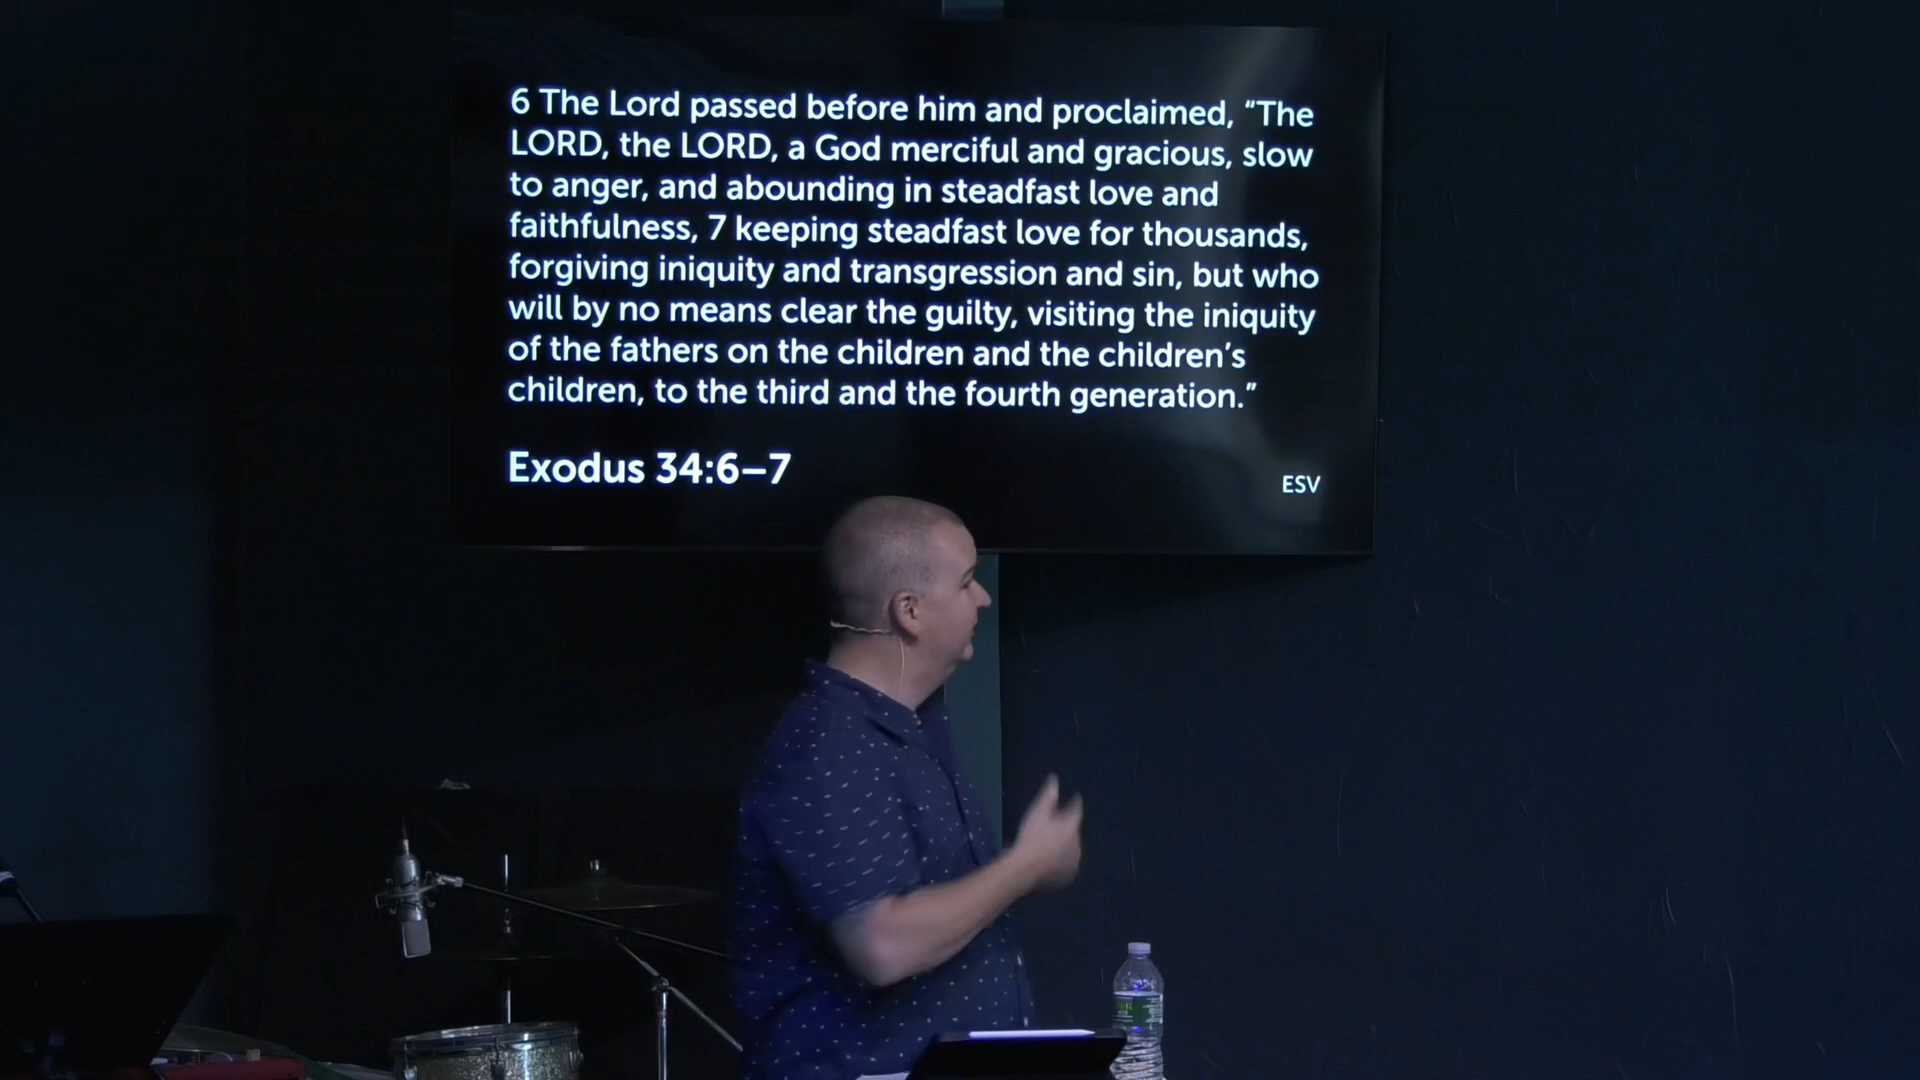 6 The Lord passed before him and proclaimed, “The
LORD, the LORD, a God merciful and gracious, slow
to anger, and abounding in steadfast love and
faithfulness, 7 keeping steadfast love for thousands,
forgiving iniquity and transgression and sin, but who
will by no means clear the guilty, visiting the iniquity
of the fathers on the children and the children’s
children, to the third and the fourth generation.”
Exodus 34:6–7
ESV